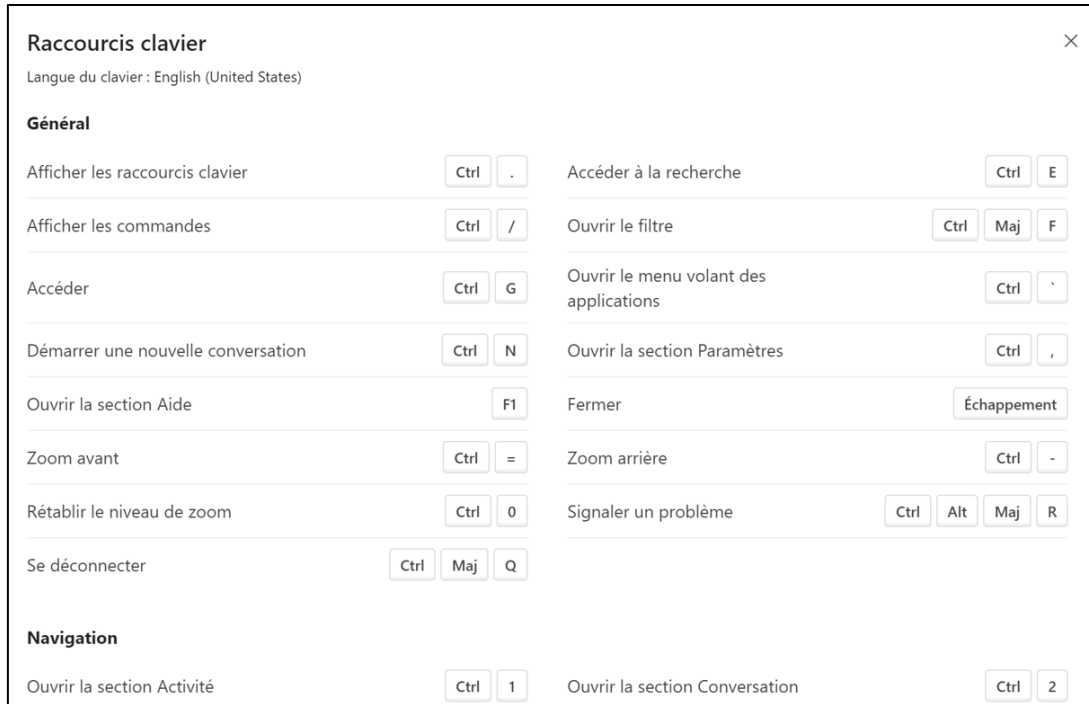 Raccourcis clavier
Langue du clavier : English (United States)
Général
Afficher les raccourcis clavier Ctrl . Accéder à la recherche Ctrl E
Afficher les commandes Ctrl / Ouvrir le filtre Ctrl Maj F
Accéder Ctrl G Ouvrir le menu volant des
applications Ctrl `
Démarrer une nouvelle conversation Ctrl N Ouvrir la section Paramètres Ctrl ,
Ouvrir la section Aide F1 Fermer Échappement
Zoom avant Ctrl = Zoom arrière Ctrl -
Rétablir le niveau de zoom Ctrl 0 Signaler un problème Ctrl Alt Maj R
Se déconnecter Ctrl Maj Q
Navigation
Ouvrir la section Activité Ctrl 1 Ouvrir la section Conversation Ctrl 2